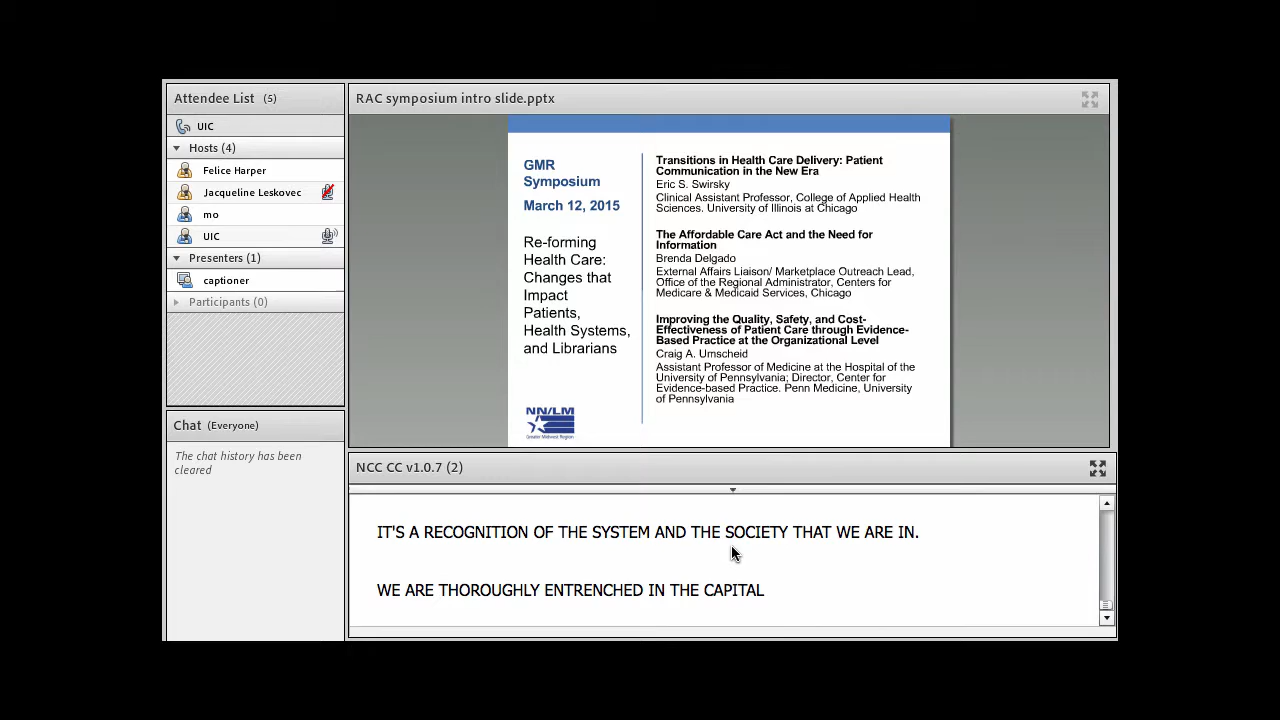 Attendee List (5)
UIC
Hosts (4)
Felice Harper
Jacqueline Leskovec
mo
UIC
Presenters (1)
captioner
Participants (0)
Chat (Everyone)
The chat history has been
cleared
RAC symposium intro slide.pptx
GMR
Symposium
March 12, 2015
Re-forming
Health Care:
Changes that
Impact
Patients,
Health Systems,
and Librarians
NN/LM
Greater Midwest Region
Transitions in Health Care Delivery: Patient
Communication in the New Era
Eric S. Swirsky
Clinical Assistant Professor, College of Applied Health
Sciences. University of Illinois at Chicago
The Affordable Care Act and the Need for
Information
Brenda Delgado
External Affairs Liaison/ Marketplace Outreach Lead,
Office of the Regional Administrator, Centers for
Medicare & Medicaid Services, Chicago
Improving the Quality, Safety, and Cost-
Effectiveness of Patient Care through Evidence-
Based Practice at the Organizational Level
Craig A. Umscheid
Assistant Professor of Medicine at the Hospital of the
University of Pennsylvania; Director, Center for
Evidence-based Practice. Penn Medicine, University
of Pennsylvania
NCC CC v1.0.7 (2)
IT'S A RECOGNITION OF THE SYSTEM AND THE SOCIETY THAT WE ARE IN.
WE ARE THOROUGHLY ENTRENCHED IN THE CAPITAL